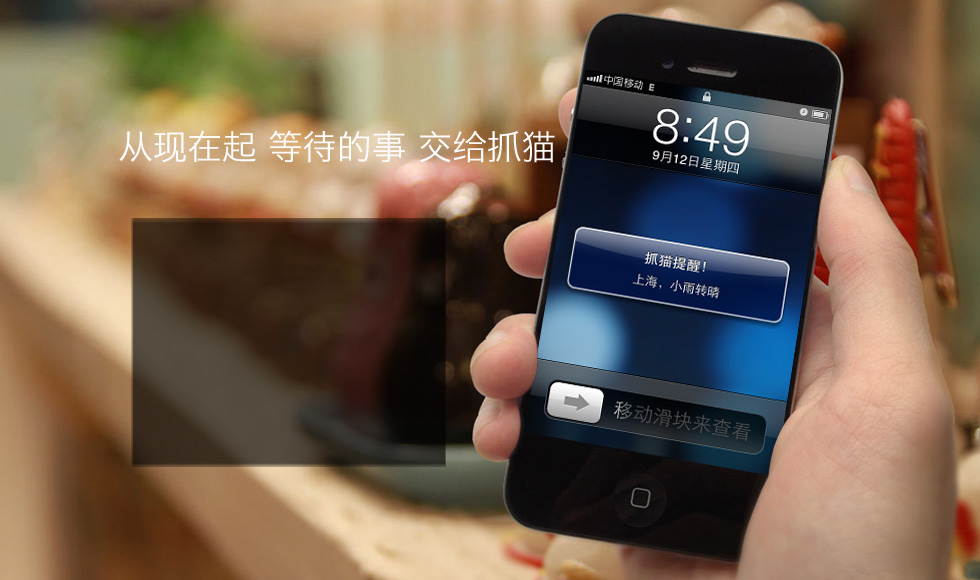 从现在起 等待的事 交给抓猫
中国移动 E
8:49
9月12日星期四
抓猫提醒!
上海，小雨转晴
移动滑块来查看